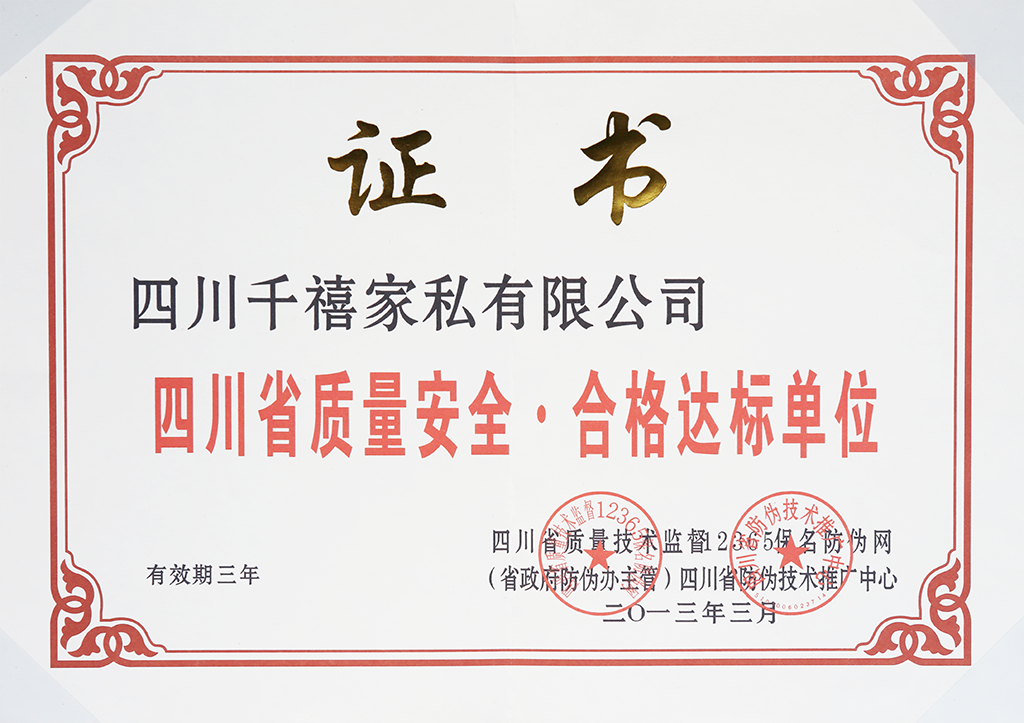 证书
四川千禧家私有限公司
四川省质量安全·合格达标单位
四川省质量技术监督12365保名防伪网
有效期三年
(省政府防伪办主管)四川省防伪技术推广中心
二〇一三年三月